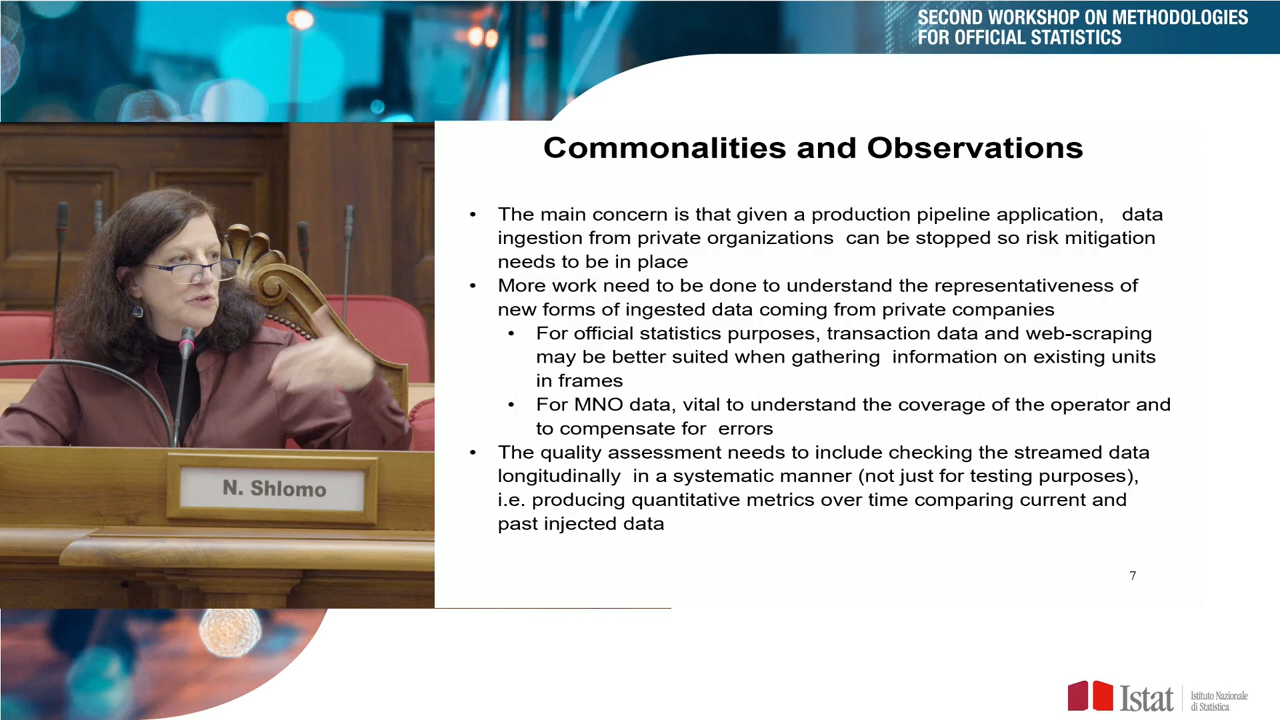 SECOND WORKSHOP ON METHODOLOGIES
FOR OFFICIAL STATISTICS
Commonalities and Observations
• The main concern is that given a production pipeline application, data
ingestion from private organizations can be stopped so risk mitigation
needs to be in place
• More work need to be done to understand the representativeness of
new forms of ingested data coming from private companies
• For official statistics purposes, transaction data and web-scraping
may be better suited when gathering information on existing units
in frames
• For MNO data, vital to understand the coverage of the operator and
to compensate for errors
• The quality assessment needs to include checking the streamed data
longitudinally in a systematic manner (not just for testing purposes),
i.e. producing quantitative metrics over time comparing current and
past injected data
7
N. Shlomo
Istat
Istituto Nazionale
di Statistica